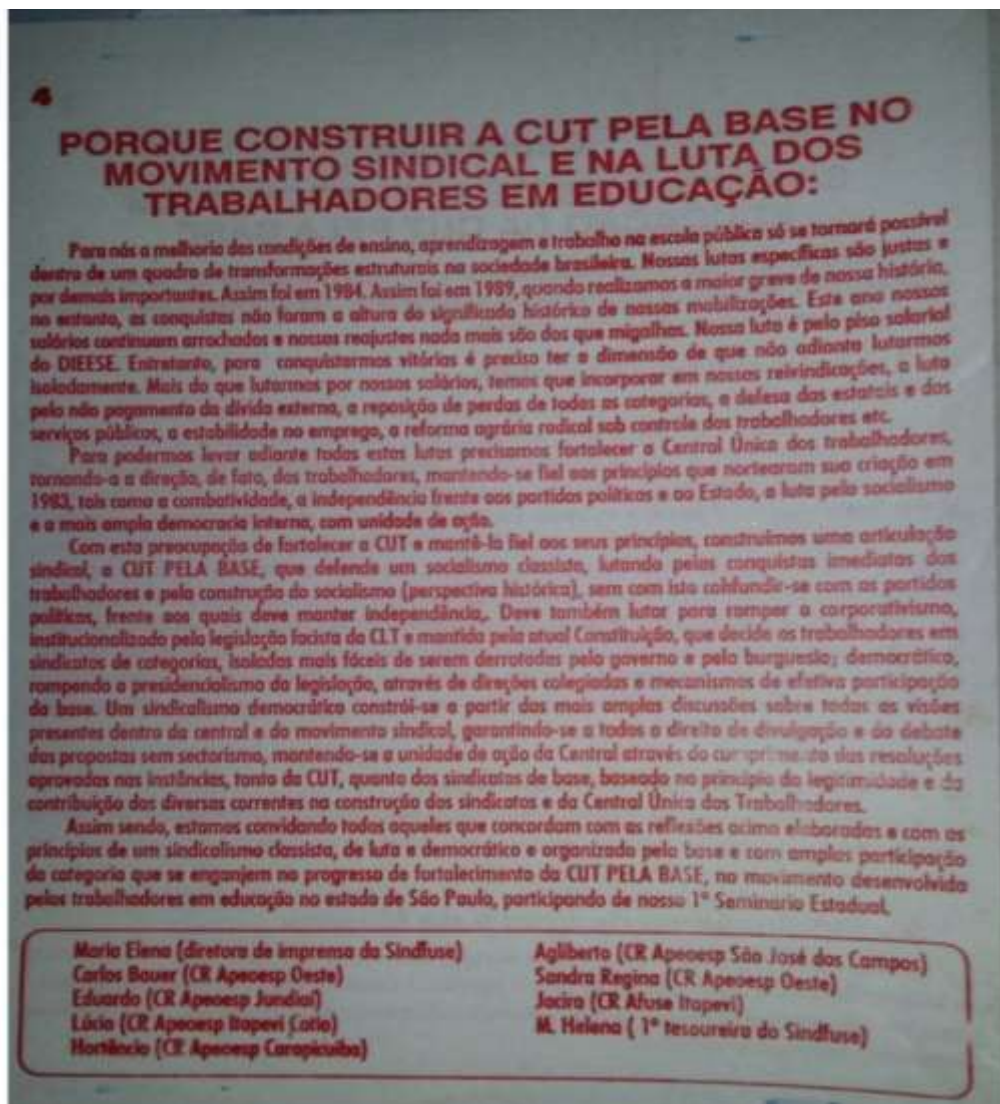 4
PORQUE CONSTRUIR A CUT PELA BASE NO
MOVIMENTO SINDICAL E NA LUTA DOS
TRABALHADORES EM EDUCAÇÃO:
Para nós a melhoria das condições de ensino, aprendizagem e trabalho na escola pública só se tornará possível
dentro de um quadro de transformações estruturais na sociedade brasileira. Nossas lutas específicas são justas e
por demais importantes. Assim foi em 1984. Assim foi em 1989, quando realizamos a maior greve de nossa história,
no entanto, as conquistas não foram a altura do significado histórico de nossas mobilizações. Este ano nossos
salários continuam arrochados e nossos reajustes nada mais são dos que migalhas. Nossa luta é pelo piso salarial
do DIEESE. Entretanto, para conquistarmos vitórias é preciso ter a dimensão de que não adianta lutarmos
isoladamente. Mais do que lutarmos por nossos salários, temos que incorporar em nossas reivindicações, a luta
pelo não pagamento da dívida externa, a reposição de perdas de todas as categorias, a defesa das estatais e dos
serviços públicos, a estabilidade no emprego, a reforma agrária radical sob controle dos trabalhadores etc.
Para podermos levar adiante todas estas lutas precisamos fortalecer a Central Única dos trabalhadores,
tornando-a a direção, de fato, dos trabalhadores, mantendo-se fiel aos princípios que nortearam sua criação em
1983, tais como a combatividade, a independência frente aos partidos políticos e ao Estado, a luta pelo socialismo
e a mais ampla democracia interna, com unidade de ação.
Com esta preocupação de fortalecer a CUT e mantê-la fiel aos seus princípios, construímos uma articulação
sindical, a CUT PELA BASE, que defende um socialismo classista, lutando pelas conquistas imediatas dos
trabalhadores e pela construção do socialismo (perspectiva histórica), sem com isto confundir-se com os partidos
políticos, frente aos quais deve manter independência,. Deve também lutar para romper o corporativismo,
institucionalizado pela legislação facista da CLT e mantida pela atual Constituição, que decide os trabalhadores em
sindicatos de categorias, isolados mais fáceis de serem derrotadas pelo governo e pela burguesia; democrático,
rompendo o presidencialismo da legislação, através de direções colegiadas e mecanismos de efetiva participação
da base. Um sindicalismo democrático constrói-se a partir das mais amplas discussões sobre todas as visões
presentes dentro da central e do movimento sindical, garantindo-se a todos o direito de divulgação e do debate
das propostas sem sectarismo, mantendo-se a unidade de ação da Central através do cumprimento das resoluções
aprovadas nas instâncias, tanto da CUT, quanto dos sindicatos de base, baseado no princípio da legitimidade e da
contribuição das diversas correntes na construção dos sindicatos e da Central Única dos Trabalhadores.
Assim sendo, estamos convidando todos aqueles que concordam com as reflexões acima elaboradas e com os
princípios de um sindicalismo classista, de luta e democrático e organizado pela base e com amplas participação
da categoria que se enganjem no progresso de fortalecimento da CUT PELA BASE, no movimento desenvolvido
pelos trabalhadores em educação no estado de São Paulo, participando de nosso 1º Seminário Estadual.
Maria Elena (diretora de imprensa do Sindfuse)
Carlos Bauer (CR Apeoesp Oeste)
Eduardo (CR Apeoesp Jundiaí)
Lúcio (CR Apeoesp Itapevi Cotia)
Hortêncio (CR Apeoesp Carapicuíba)
Agliberto (CR Apeoesp São José dos Campos)
Sandra Regina (CR Apeoesp Oeste)
Jacira (CR Afuse Itapevi)
M. Helena ( 1ª tesoureira do Sindfuse)